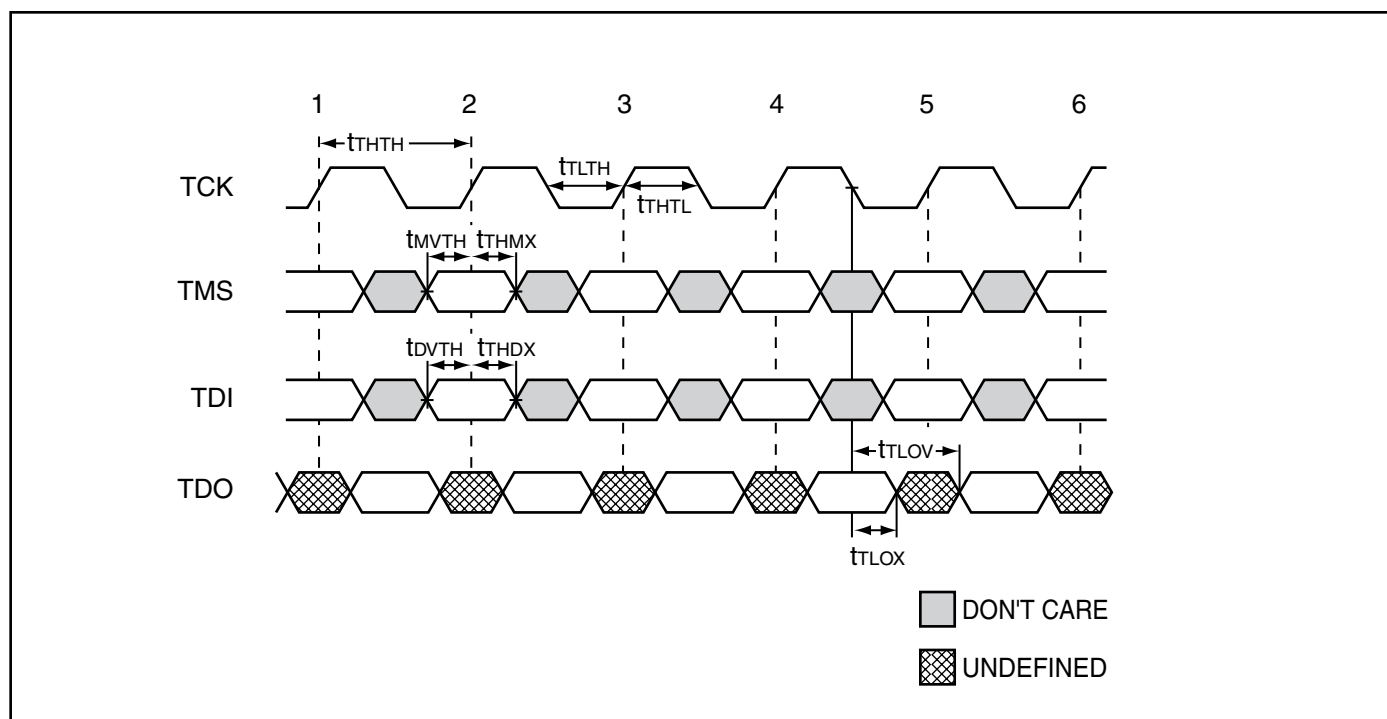 1 2 3 4 5 6
tTHTH
TCK
tTLTH
tTHTL
tMVTH tTHMX
TMS
tDVTH tTHDX
TDI
tTLOV
TDO
tTLOX
DON'T CARE
UNDEFINED